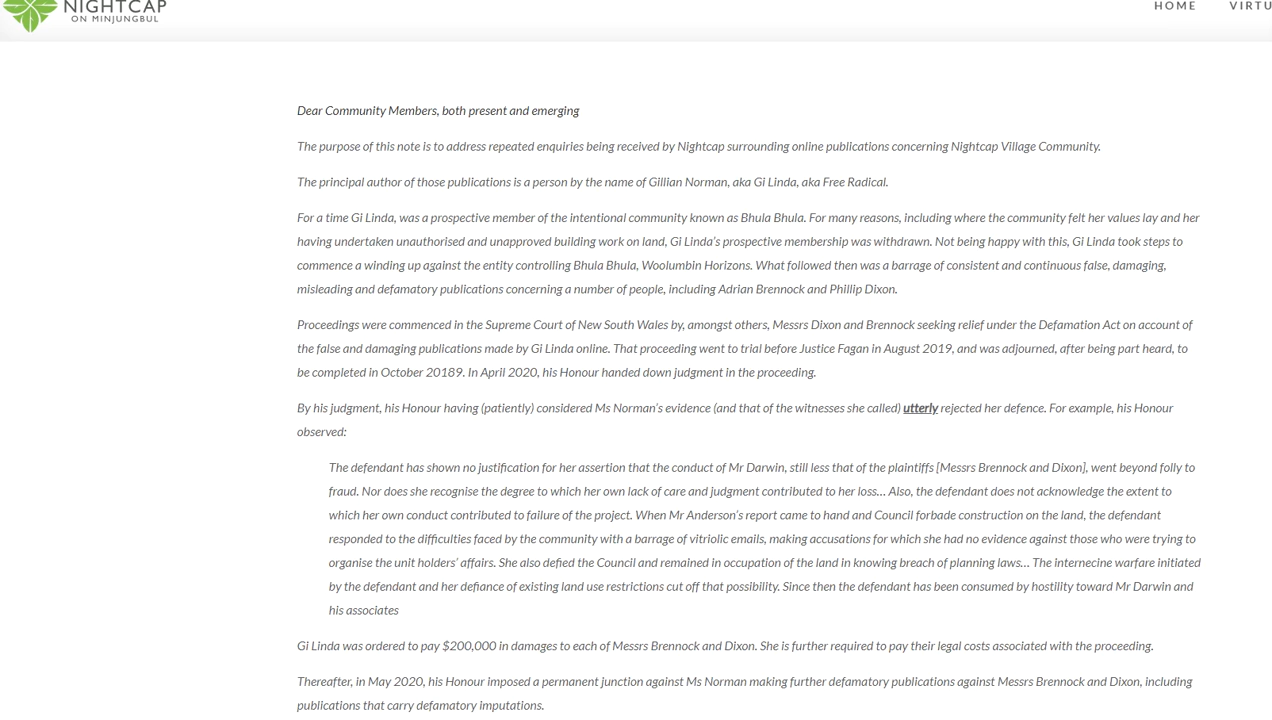 NIGHTCAP
ON MINJUNGBUL
HOME VIRTU
Dear Community Members, both present and emerging
The purpose of this note is to address repeated enquiries being received by Nightcap surrounding online publications concerning Nightcap Village Community.
The principal author of those publications is a person by the name of Gillian Norman, aka Gi Linda, aka Free Radical.
For a time Gi Linda, was a prospective member of the intentional community known as Bhula Bhula. For many reasons, including where the community felt her values lay and her
having undertaken unauthorised and unapproved building work on land, Gi Linda's prospective membership was withdrawn. Not being happy with this, Gi Linda took steps to
commence a winding up against the entity controlling Bhula Bhula, Woolumbin Horizons. What followed then was a barrage of consistent and continuous false, damaging,
misleading and defamatory publications concerning a number of people, including Adrian Brennock and Phillip Dixon.
Proceedings were commenced in the Supreme Court of New South Wales by, amongst others, Messrs Dixon and Brennock seeking relief under the Defamation Act on account of
the false and damaging publications made by Gi Linda online. That proceeding went to trial before Justice Fagan in August 2019, and was adjourned, after being part heard, to
be completed in October 20189. In April 2020, his Honour handed down judgment in the proceeding.
By his judgment, his Honour having (patiently) considered Ms Norman's evidence (and that of the witnesses she called) utterly rejected her defence. For example, his Honour
observed:
The defendant has shown no justification for her assertion that the conduct of Mr Darwin, still less that of the plaintiffs [Messrs Brennock and Dixon], went beyond folly to
fraud. Nor does she recognise the degree to which her own lack of care and judgment contributed to her loss… Also, the defendant does not acknowledge the extent to
which her own conduct contributed to failure of the project. When Mr Anderson's report came to hand and Council forbade construction on the land, the defendant
responded to the difficulties faced by the community with a barrage of vitriolic emails, making accusations for which she had no evidence against those who were trying to
organise the unit holders' affairs. She also defied the Council and remained in occupation of the land in knowing breach of planning laws… The internecine warfare initiated
by the defendant and her defiance of existing land use restrictions cut off that possibility. Since then the defendant has been consumed by hostility toward Mr Darwin and
his associates
Gi Linda was ordered to pay $200,000 in damages to each of Messrs Brennock and Dixon. She is further required to pay their legal costs associated with the proceeding.
Thereafter, in May 2020, his Honour imposed a permanent junction against Ms Norman making further defamatory publications against Messrs Brennock and Dixon, including
publications that carry defamatory imputations.